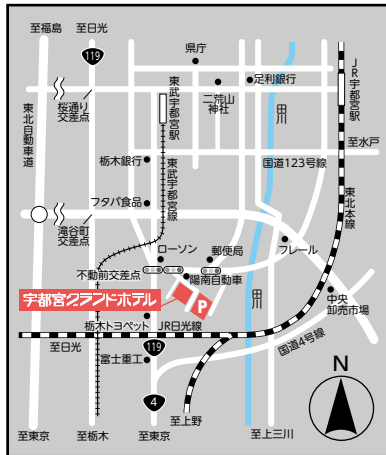 至福島
至日光
119
県庁
足利銀行
二荒山
神社
JR宇都宮駅
東武宇都宮駅
桜通り
交差点
田川
東北自動車道
至水戸
国道123号線
栃木銀行
東武宇都宮線
東北本線
フタバ食品
滝谷町
交差点
ローソン
郵便局
フレール
不動前交差点
陽南自動車
宇都宮グランドホテル
P
田川
中央
卸売市場
栃木トヨペット
JR日光線
至日光
119
富士重工
国道4号線
4
至上野
N
至東京
至栃木
至東京
至上三川